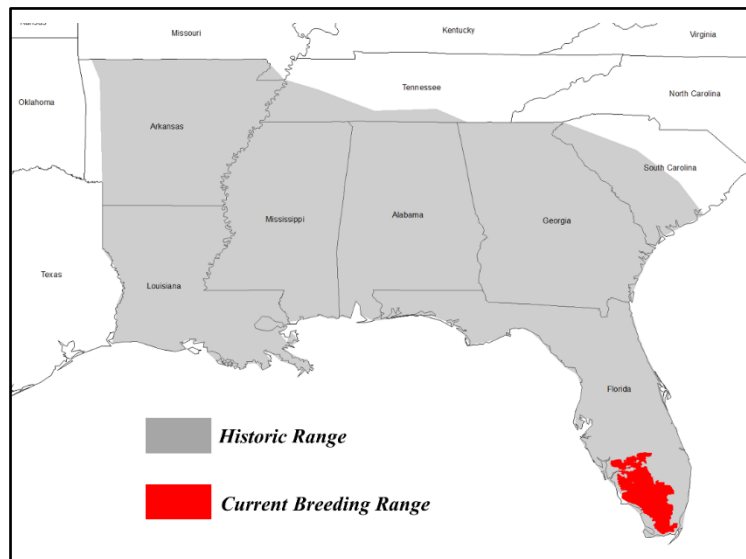 Kansas
Missouri
Kentucky
Virginia
Oklahoma
Tennessee
North Carolina
Arkansas
South Carolina
Mississippi
Alabama
Georgia
Texas
Louisiana
Florida
Historic Range
Current Breeding Range